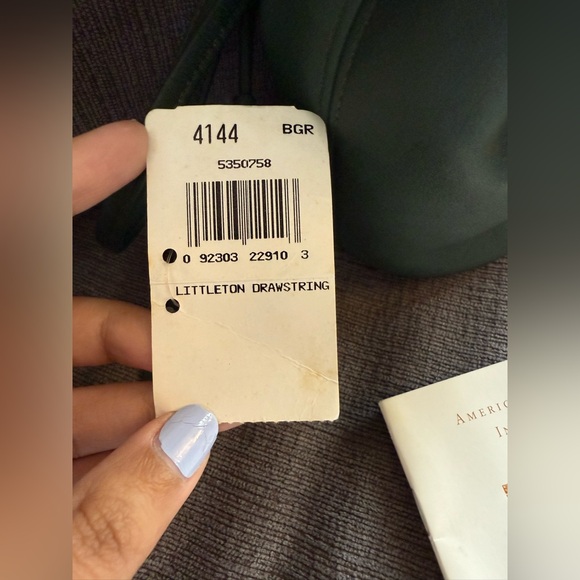 4144 BGR
5350758
0 92303 22910 3
LITTLETON DRAWSTRING